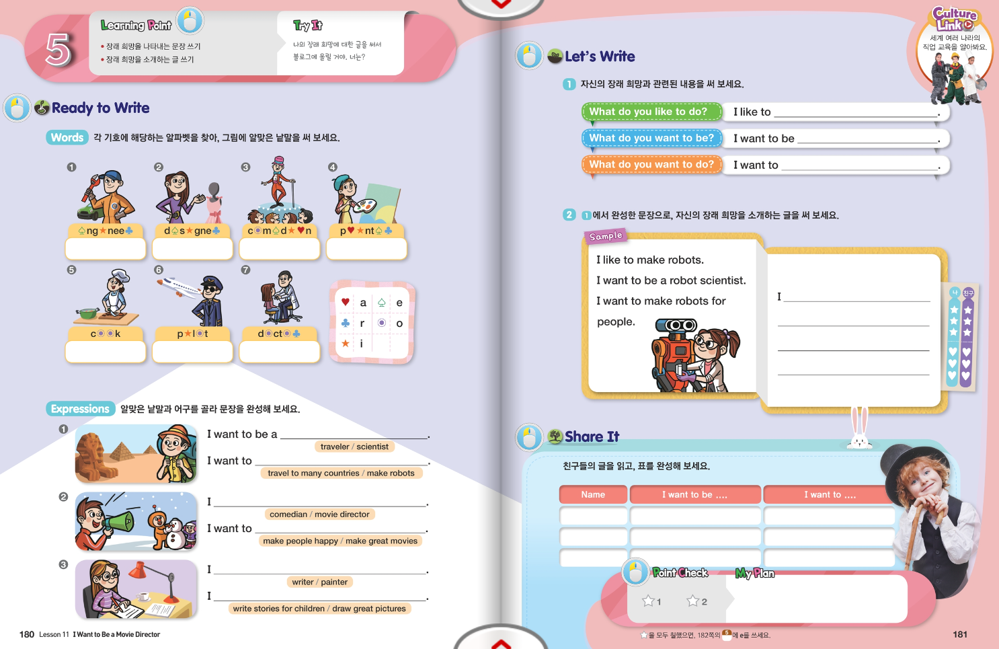 5
Learning Point
• 장래 희망을 나타내는 문장 쓰기
• 장래 희망을 소개하는 글 쓰기
Try It
나의 장래 희망에 대한 글을 써서
블로그에 올릴 거야. 너는?
Ready to Write
Words 각 기호에 해당하는 알파벳을 찾아, 그림에 알맞은 낱말을 써 보세요.
1 2 3 4
♤ng★nee♣ d♤s★gne♣ c◉m♤d★♥n p♥★nt♤♣
5 6 7
c◉◉k p★l◉t d◉ct◉♣
♥ a ♤ e
♣ r ◉ o
★ i
Expressions 알맞은 낱말과 어구를 골라 문장을 완성해 보세요.
1
I want to be a ____________.
traveler / scientist
I want to ____________.
travel to many countries / make robots
2
I ____________.
comedian / movie director
I want to ____________.
make people happy / make great movies
3
I ____________.
writer / painter
I ____________.
write stories for children / draw great pictures
180 Lesson 11 I Want to Be a Movie Director
Culture
Link
세계 여러 나라의
직업 교육을 알아봐요.
Let's Write
1 자신의 장래 희망과 관련된 내용을 써 보세요.
What do you like to do? I like to ____________.
What do you want to be? I want to be ____________.
What do you want to do? I want to ____________.
2 1에서 완성한 문장으로, 자신의 장래 희망을 소개하는 글을 써 보세요.
Sample
I like to make robots.
I want to be a robot scientist.
I want to make robots for
people.
I ____________
나 친구
Share It
친구들의 글을 읽고, 표를 완성해 보세요.
Name I want to be .... I want to ....
Point Check
☆1 ☆2
My Plan
☆을 모두 칠했으면, 182쪽의 5에 e를 쓰세요.
181